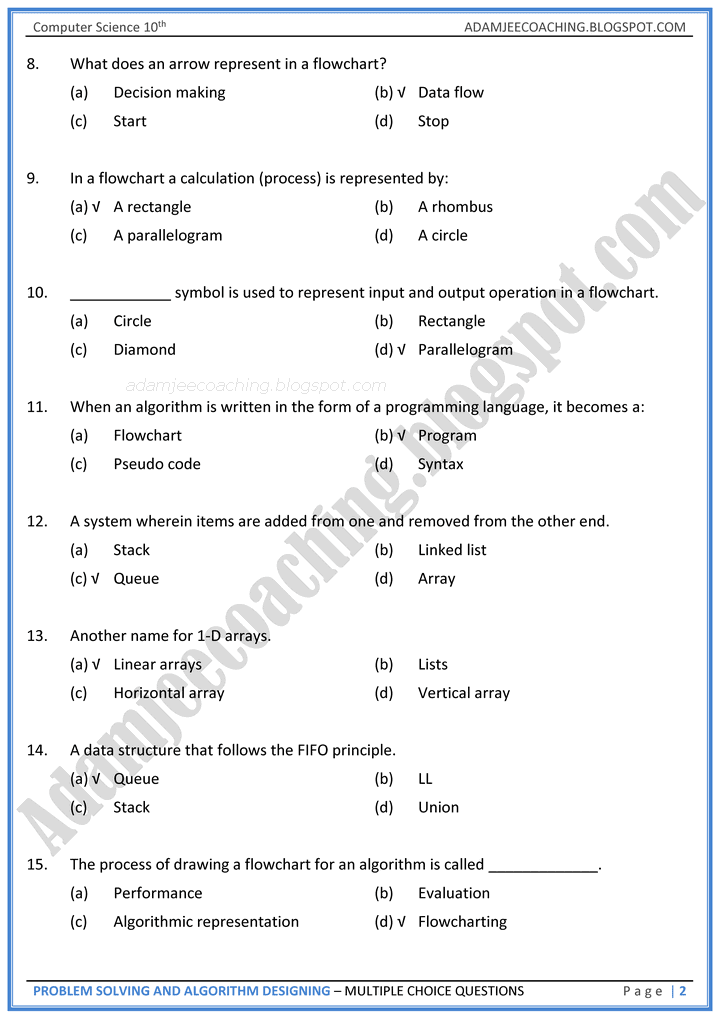 Computer Science 10th ADAMJEECOACHING.BLOGSPOT.COM
8. What does an arrow represent in a flowchart?
(a) Decision making (b) √ Data flow
(c) Start (d) Stop
9. In a flowchart a calculation (process) is represented by:
(a) √ A rectangle (b) A rhombus
(c) A parallelogram (d) A circle
10. ____________ symbol is used to represent input and output operation in a flowchart.
(a) Circle (b) Rectangle
(c) Diamond (d) √ Parallelogram
adamjeecoaching.blogspot.com
11. When an algorithm is written in the form of a programming language, it becomes a:
(a) Flowchart (b) √ Program
(c) Pseudo code (d) Syntax
12. A system wherein items are added from one and removed from the other end.
(a) Stack (b) Linked list
(c) √ Queue (d) Array
13. Another name for 1-D arrays.
(a) √ Linear arrays (b) Lists
(c) Horizontal array (d) Vertical array
14. A data structure that follows the FIFO principle.
(a) √ Queue (b) LL
(c) Stack (d) Union
15. The process of drawing a flowchart for an algorithm is called _____________.
(a) Performance (b) Evaluation
(c) Algorithmic representation (d) √ Flowcharting
Adamjeecoaching.blogspot.com
PROBLEM SOLVING AND ALGORITHM DESIGNING – MULTIPLE CHOICE QUESTIONS Page | 2